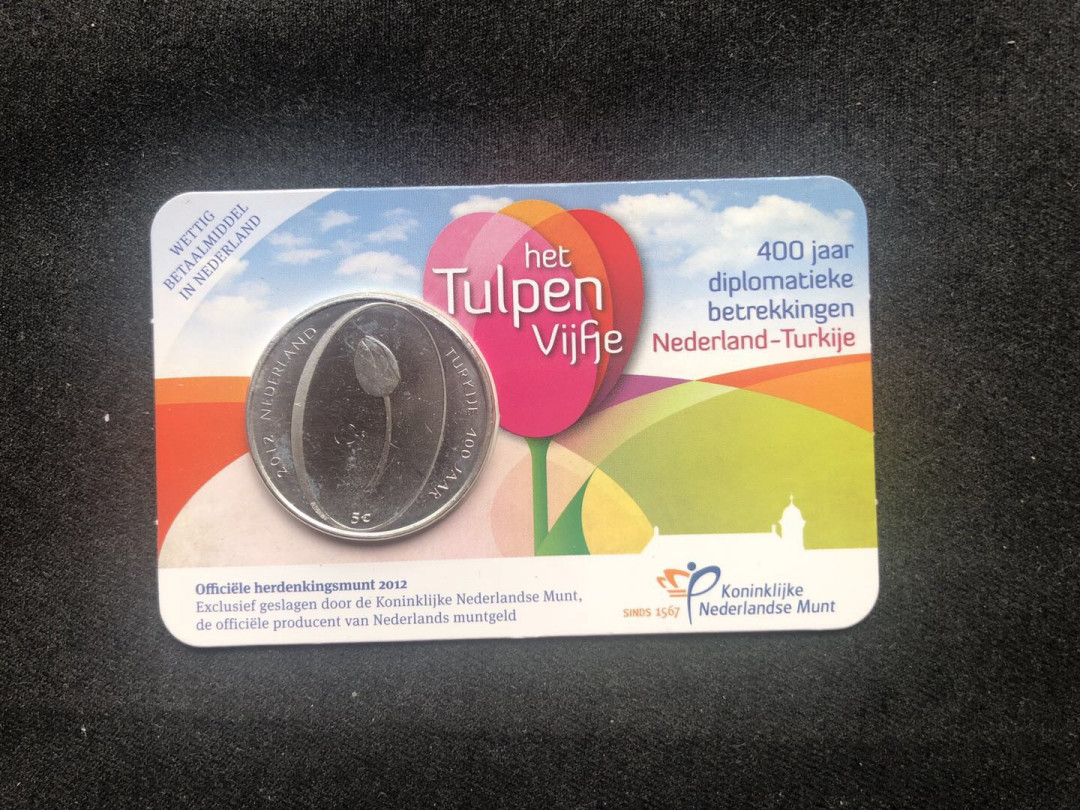 WETTIG
BETAALMIDDEL
IN NEDERLAND
het
Tulpen
Vijfje
400 jaar
diplomatieke
betrekkingen
Nederland-Turkije
2012 NEDERLAND
TURKIJE 400 JAAR
5€
Officiële herdenkingsmunt 2012
Exclusief geslagen door de Koninklijke Nederlandse Munt,
de officiële producent van Nederlands muntgeld
SINDS 1567
Koninklijke
Nederlandse Munt